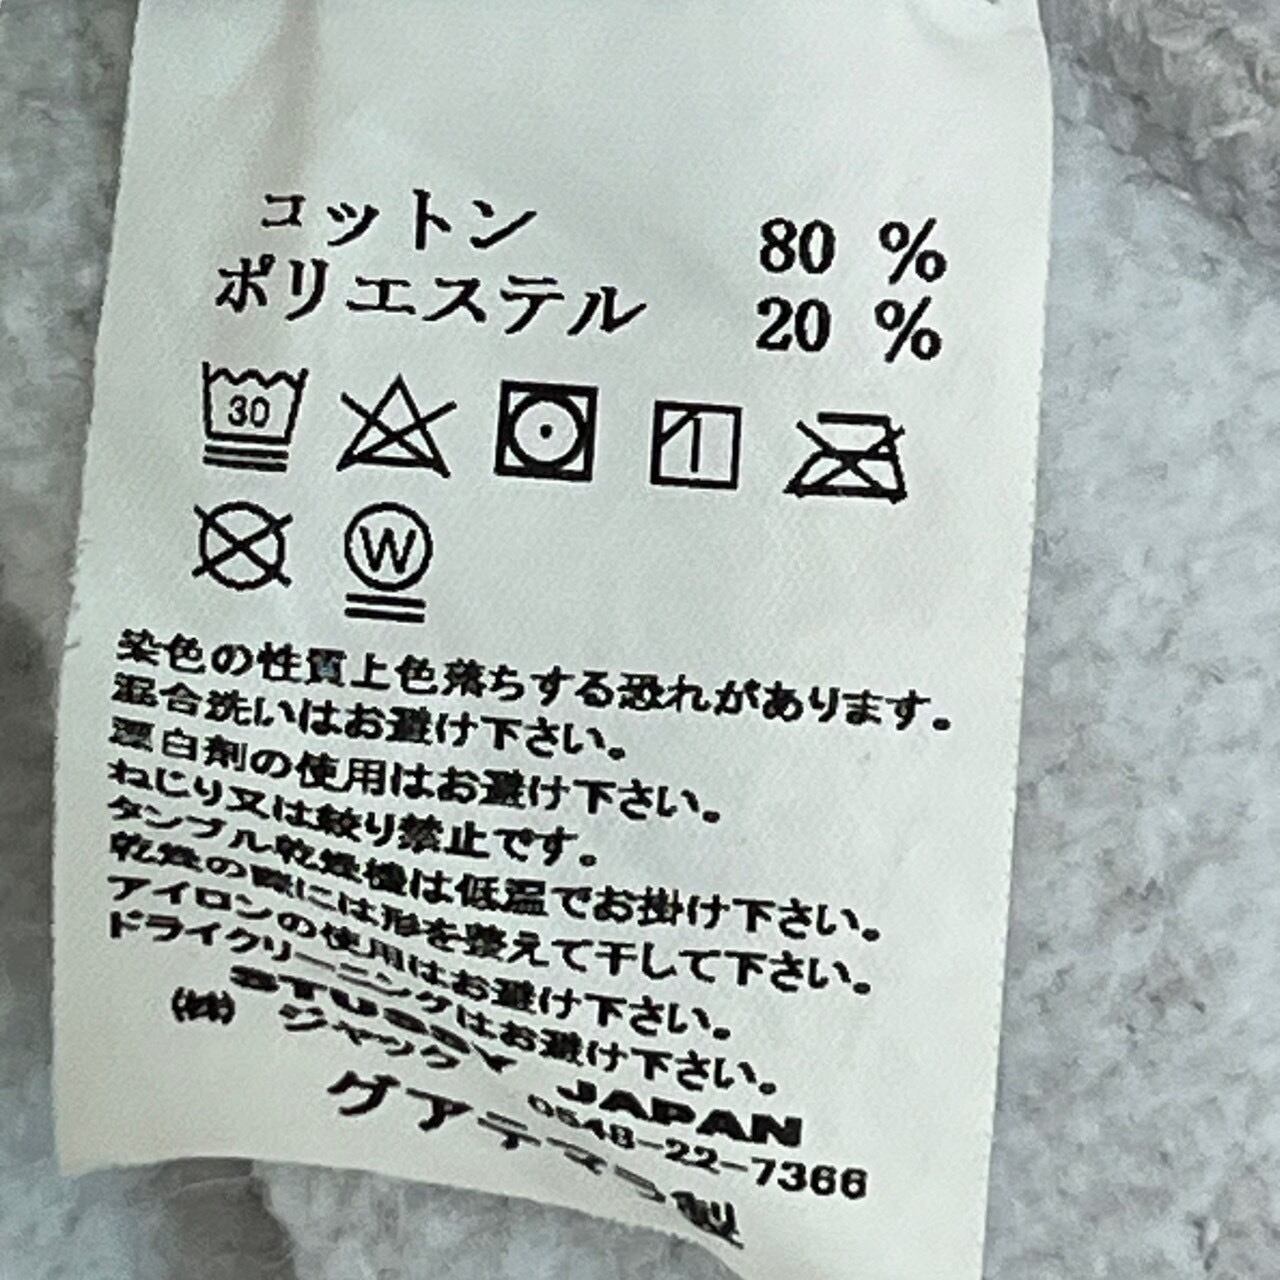 コットン 80 %
ポリエステル 20 %
30
1
W
染色の性質上色落ちする恐れがあります。
混合洗いはお避け下さい。
漂白剤の使用はお避け下さい。
ねじり又は絞り禁止です。
タンブル乾燥機は低温でお掛け下さい。
乾燥の際には形を整えて干して下さい。
アイロンの使用はお避け下さい。
ドライクリーニングはお避け下さい。
STUSSY JAPAN
(株) ジャック 0548-22-7366
グアテマラ製